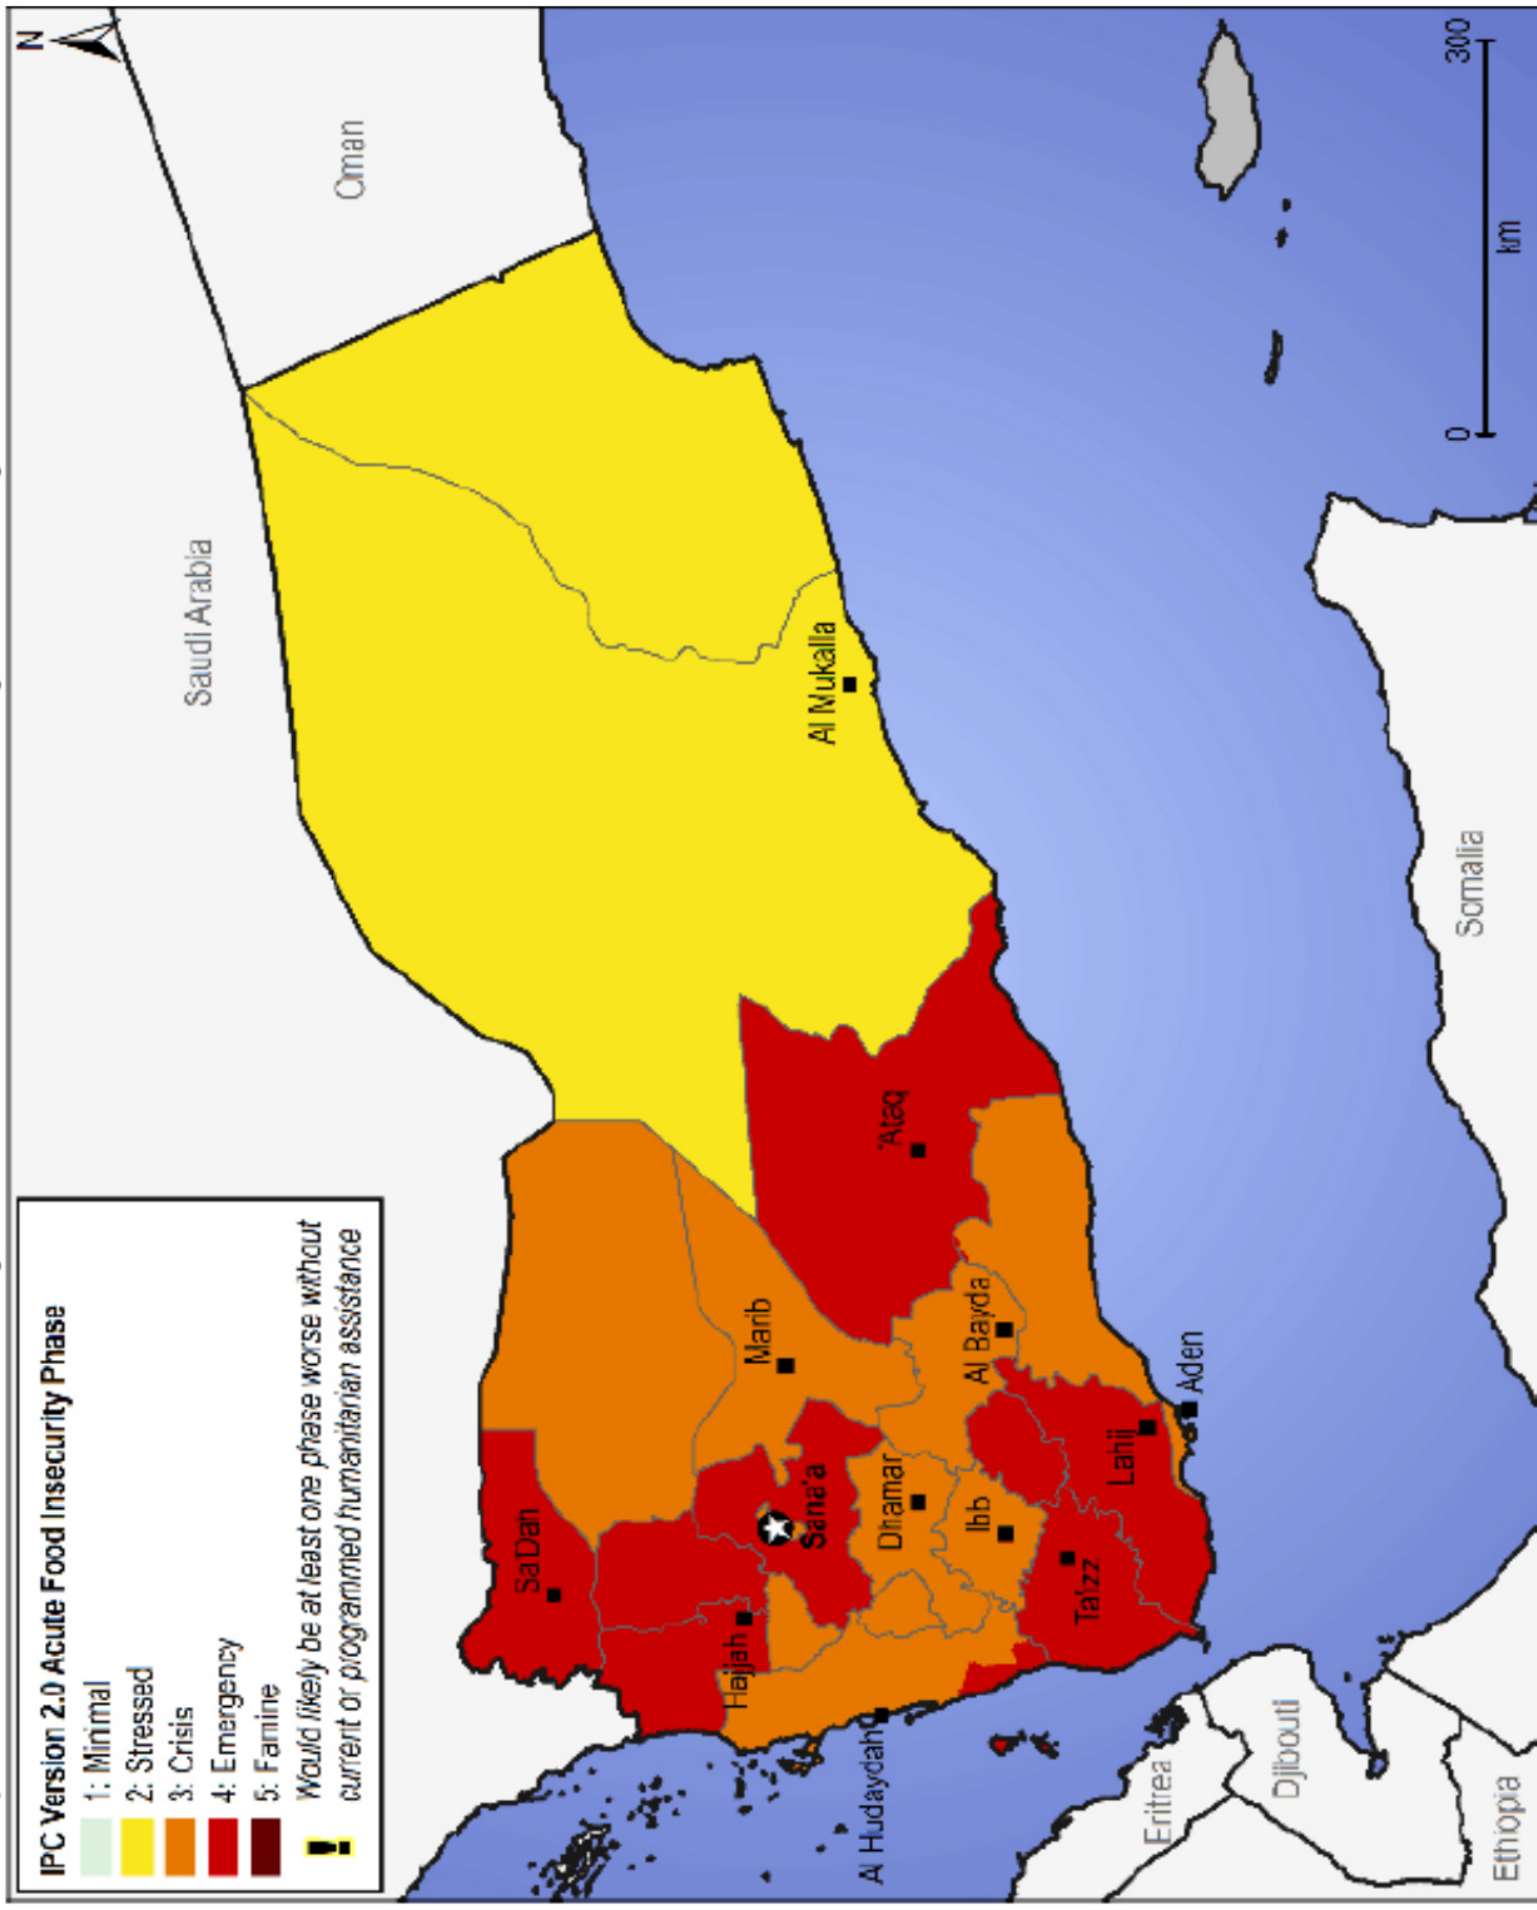 IPC Version 2.0 Acute Food Insecurity Phase
1: Minimal
2: Stressed
3: Crisis
4: Emergency
5: Famine
!
Would likely be at least one phase worse without
current or programmed humanitarian assistance
N
Saudi Arabia
Oman
Sa'Dah
Hajjah
Marib
Sana'a
Al Mukalla
'Ataq
Al Hudaydah
Dhamar
Al Bayda
Ibb
Ta'izz
Lahij
Aden
Eritrea
Djibouti
Ethiopia
Somalia
0
300
km